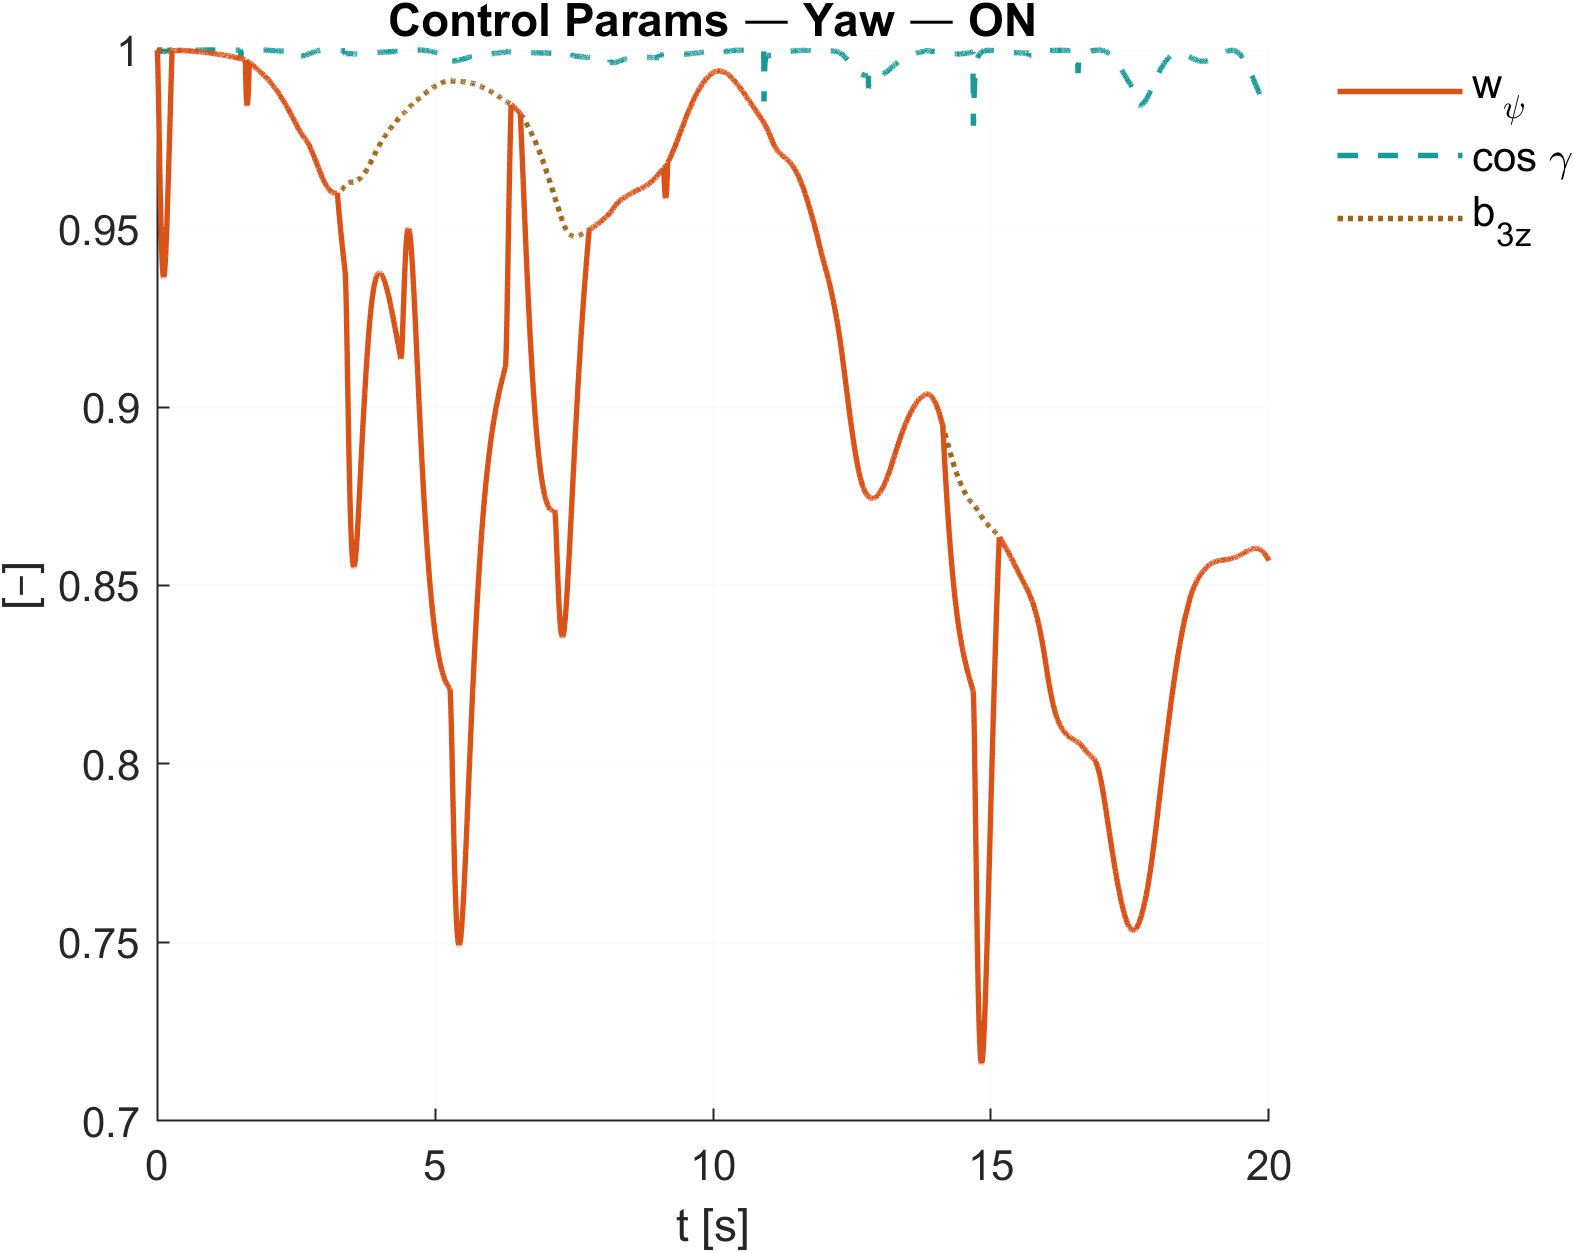 Control Params — Yaw — ON
1
0.95
0.9
0.85
0.8
0.75
0.7
[−]
0 5 10 15 20
t [s]
w_ψ
cos γ
b_3z